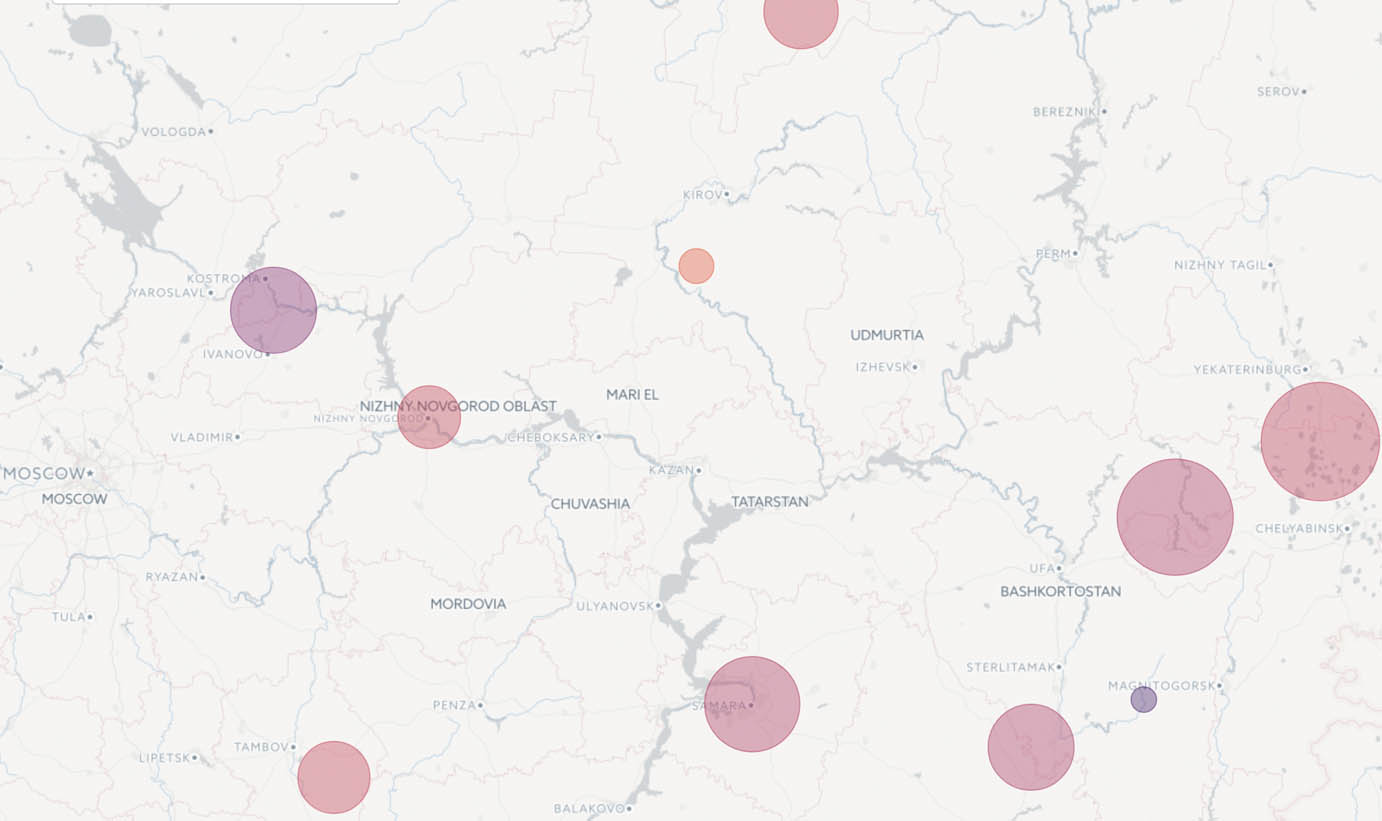 SEROV
BEREZNIKI
VOLOGDA
KIROV
PERM
NIZHNY TAGIL
KOSTROMA
YAROSLAVL
UDMURTIA
IVANOVO
IZHEVSK
YEKATERINBURG
MARI EL
NIZHNY NOVGOROD OBLAST
NIZHNY NOVGOROD
VLADIMIR
CHEBOKSARY
KAZAN
MOSCOW
MOSCOW
TATARSTAN
CHUVASHIA
CHELYABINSK
UFA
RYAZAN
BASHKORTOSTAN
MORDOVIA
ULYANOVSK
TULA
STERLITAMAK
MAGNITOGORSK
PENZA
SAMARA
TAMBOV
LIPETSK
BALAKOVO